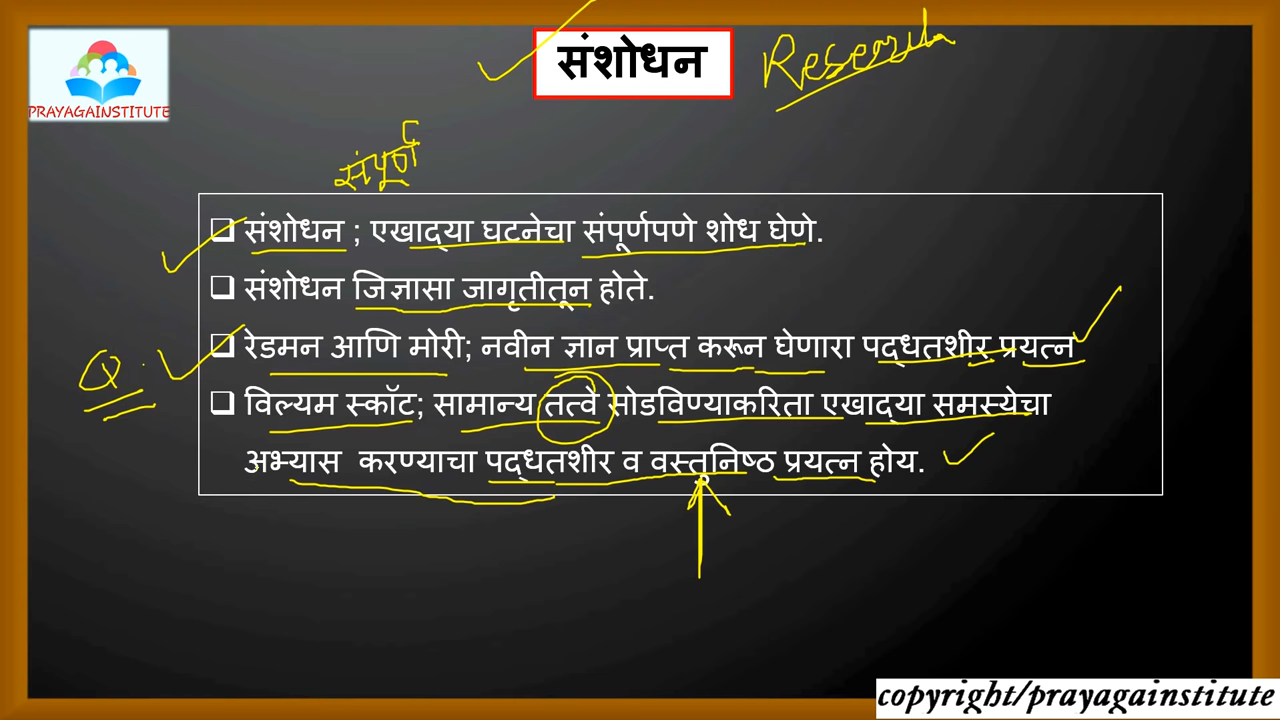 संशोधन
Research
PRAYAGAINSTITUTE
संपूर्ण
❑ संशोधन ; एखाद्या घटनेचा संपूर्णपणे शोध घेणे.
❑ संशोधन जिज्ञासा जागृतीतून होते.
❑ रेडमन आणि मोरी; नवीन ज्ञान प्राप्त करून घेणारा पद्धतशीर प्रयत्न
Q.
❑ विल्यम स्कॉट; सामान्य तत्वे सोडविण्याकरिता एखाद्या समस्येचा
अभ्यास करण्याचा पद्धतशीर व वस्तूनिष्ठ प्रयत्न होय.
copyright/prayagainstitute